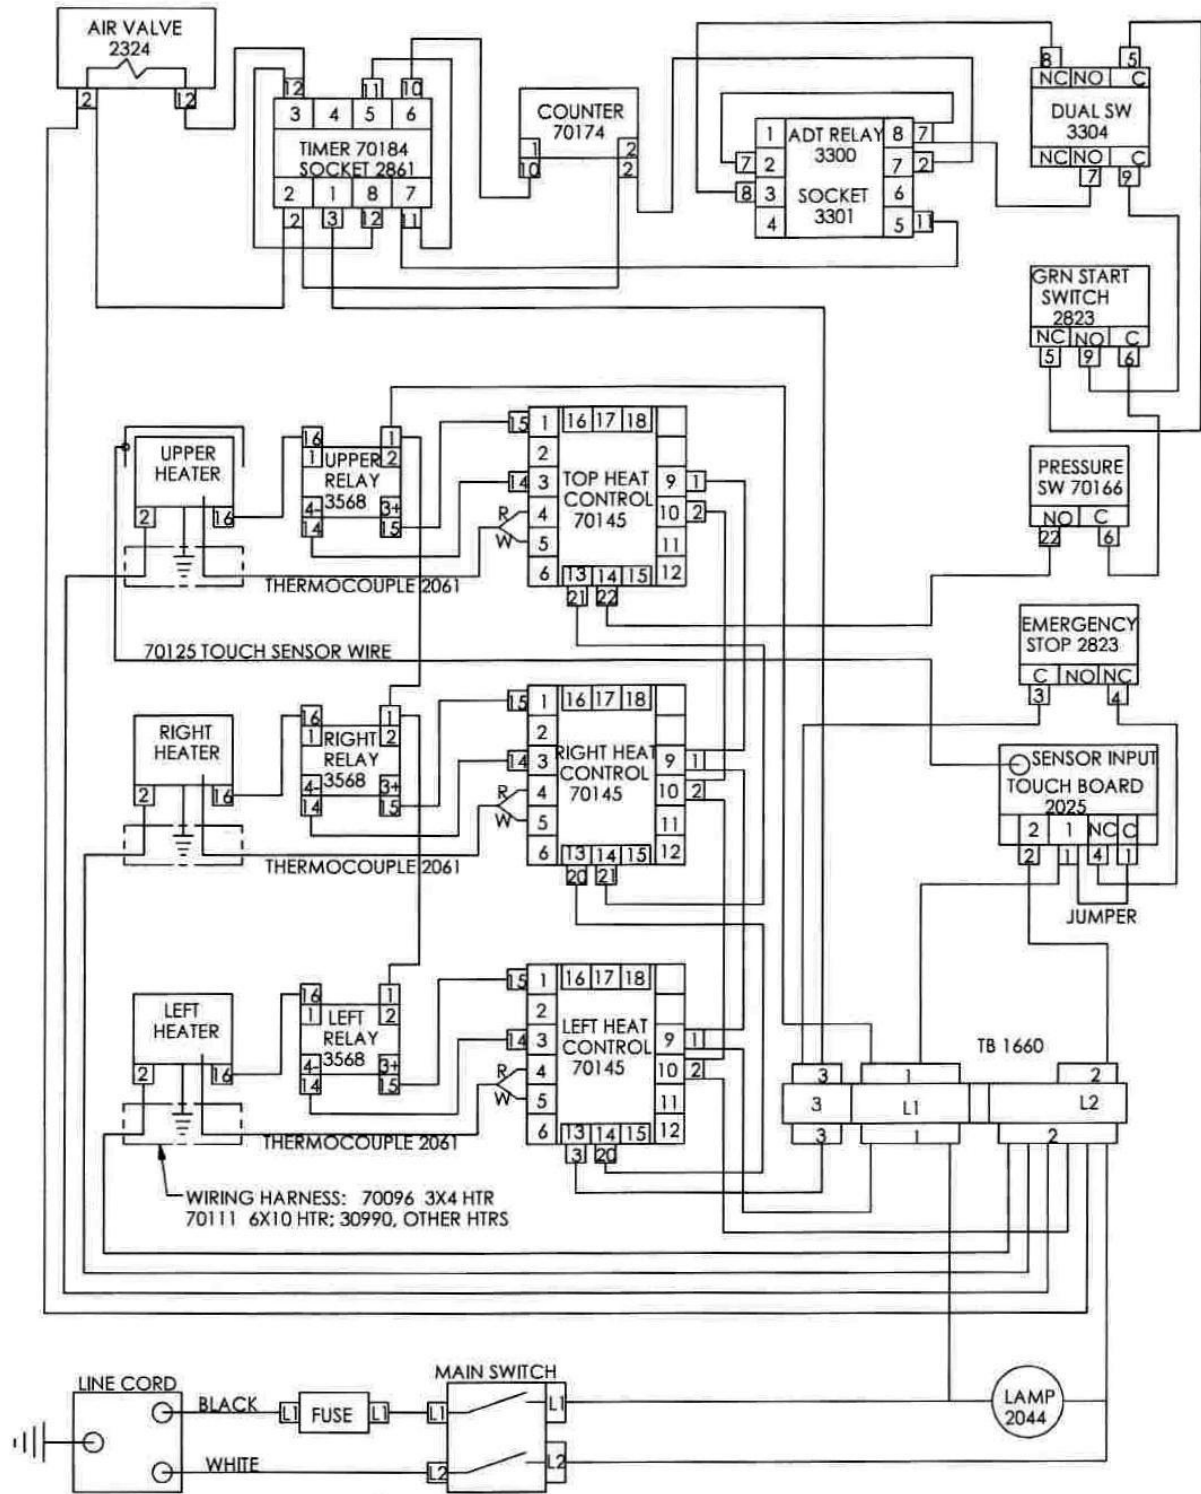 AIR VALVE
2324
2 12
12 11 10
3 4 5 6
TIMER 70184
SOCKET 2861
2 1 8 7
2 3 12 11
COUNTER
70174
1 2
10 2
1 ADT RELAY 8 7
3300
7 2 7 2
8 3 SOCKET 6
3301
4 5 11
8 5
NC NO C
DUAL SW
3304
NC NO C
7 9
GRN START
SWITCH
2823
NC NO C
5 9 6
PRESSURE
SW 70166
NO C
22 6
EMERGENCY
STOP 2823
C NO NC
3 4
SENSOR INPUT
TOUCH BOARD
2025
2 1 NC C
2 1 4 1
JUMPER
UPPER
HEATER
2 16
16 1
1 UPPER 2
RELAY
3568
4- 3+
14 15
15 1 16 17 18
2
14 3 TOP HEAT 9 1
CONTROL
R 4 70145 10 2
W 5 11
6 13 14 15 12
21 22
THERMOCOUPLE 2061
70125 TOUCH SENSOR WIRE
RIGHT
HEATER
2 16
16 1
1 RIGHT 2
RELAY
3568
4- 3+
14 15
15 1 16 17 18
2
14 3 RIGHT HEAT 9 1
CONTROL
R 4 70145 10 2
W 5 11
6 13 14 15 12
20 21
THERMOCOUPLE 2061
LEFT
HEATER
2 16
16 1
1 LEFT 2
RELAY
3568
4- 3+
14 15
15 1 16 17 18
2
14 3 LEFT HEAT 9 1
CONTROL
R 4 70145 10 2
W 5 11
6 13 14 15 12
3 20
THERMOCOUPLE 2061
TB 1660
3 1 2
3 L1 L2
3 1 2
WIRING HARNESS: 70096 3X4 HTR
70111 6X10 HTR; 30990, OTHER HTRS
LINE CORD
BLACK
L1 FUSE L1
MAIN SWITCH
L1 L1
WHITE
L2 L2
LAMP
2044